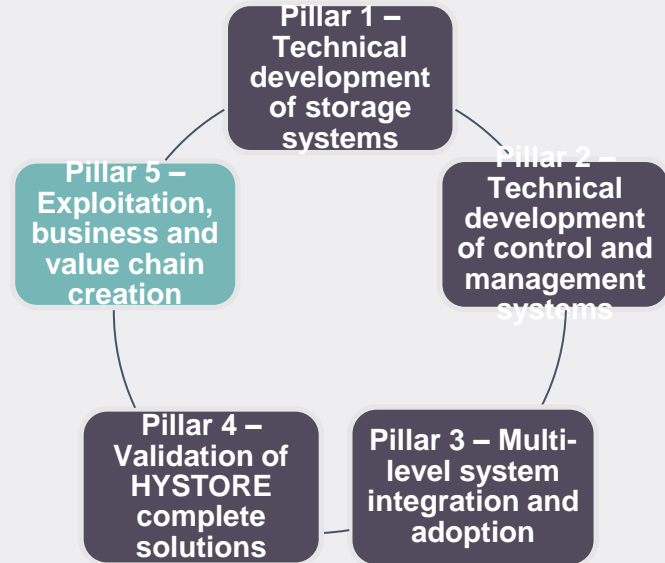 Pillar 1 –
Technical
development
of storage
systems
Pillar 2 –
Technical
development
of control and
management
systems
Pillar 3 – Multi-
level system
integration and
adoption
Pillar 4 –
Validation of
HYSTORE
complete
solutions
Pillar 5 –
Exploitation,
business and
value chain
creation